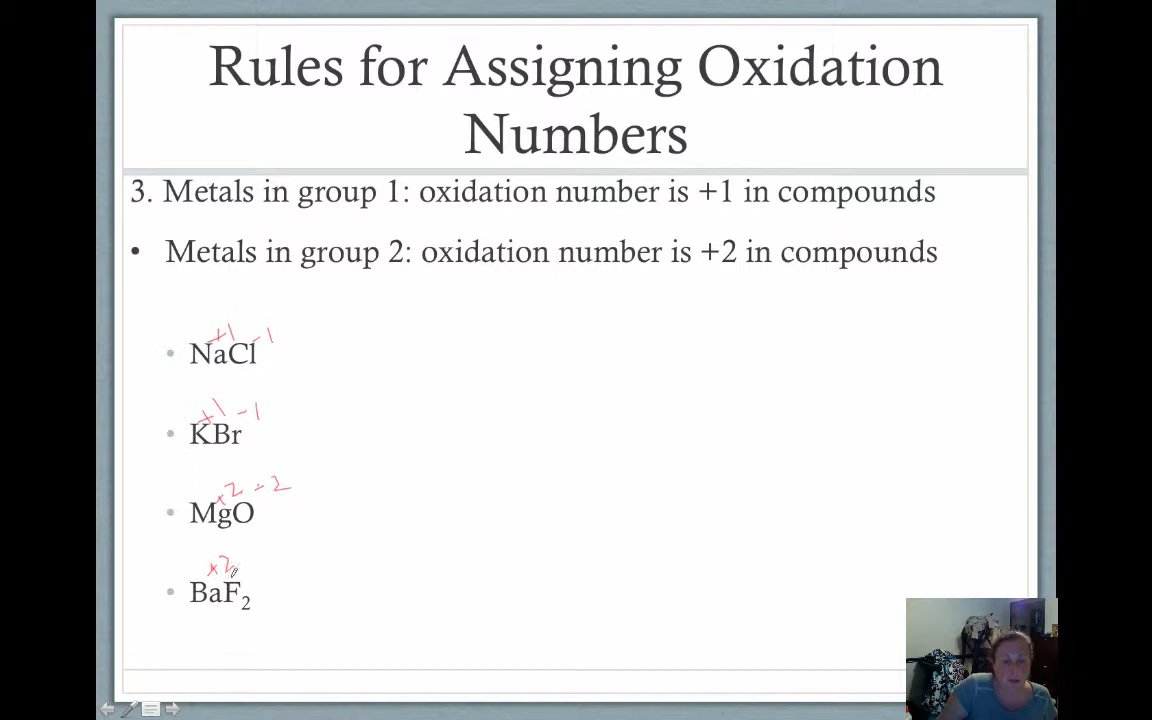 Rules for Assigning Oxidation
Numbers
3. Metals in group 1: oxidation number is +1 in compounds
• Metals in group 2: oxidation number is +2 in compounds
+1 -1
• NaCl
+1 -1
• KBr
+2 -2
• MgO
+2
• BaF₂